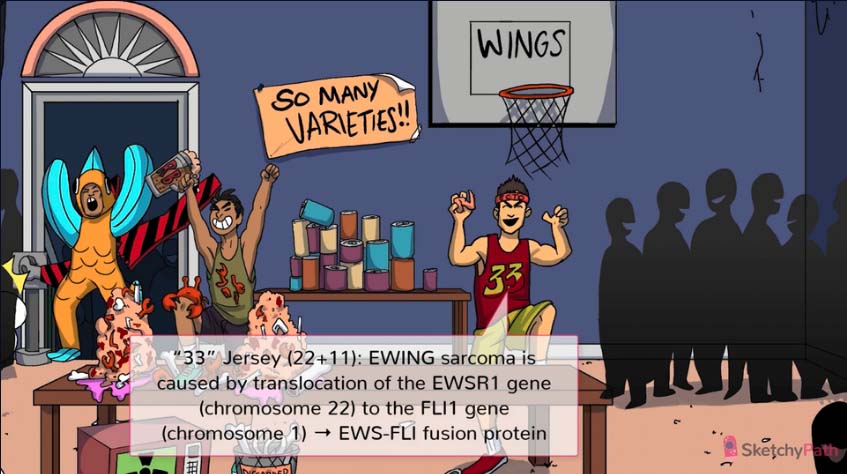 WINGS
SO MANY
VARIETIES!!
33
"33" Jersey (22+11): EWING sarcoma is
caused by translocation of the EWSR1 gene
(chromosome 22) to the FLI1 gene
(chromosome 1) → EWS-FLI fusion protein
DISORDER
SketchyPath